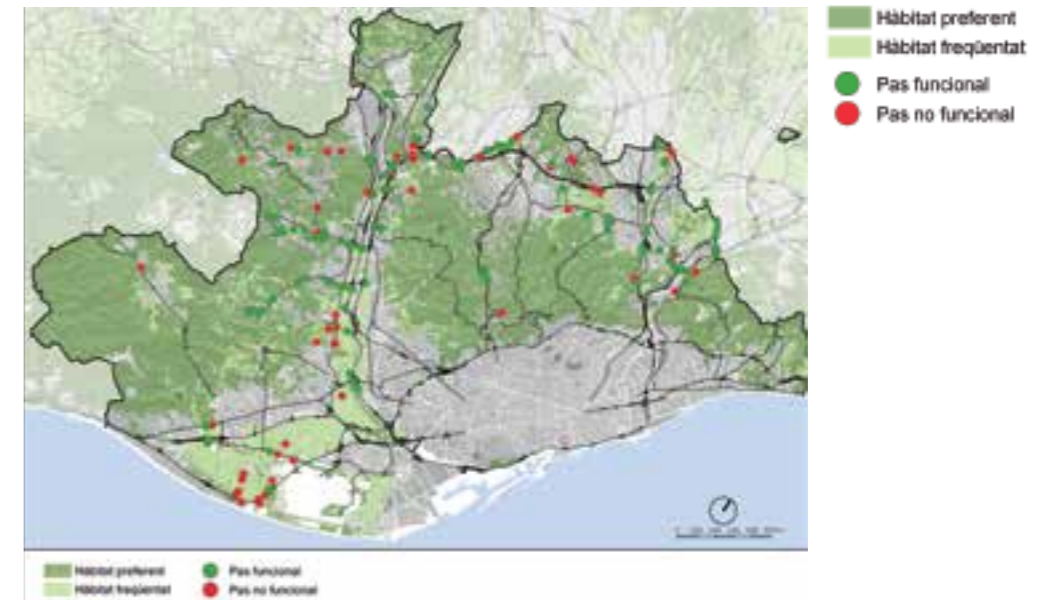 Hàbitat preferent
Hàbitat freqüentat
Pas funcional
Pas no funcional
Hàbitat preferent
Hàbitat freqüentat
Pas funcional
Pas no funcional